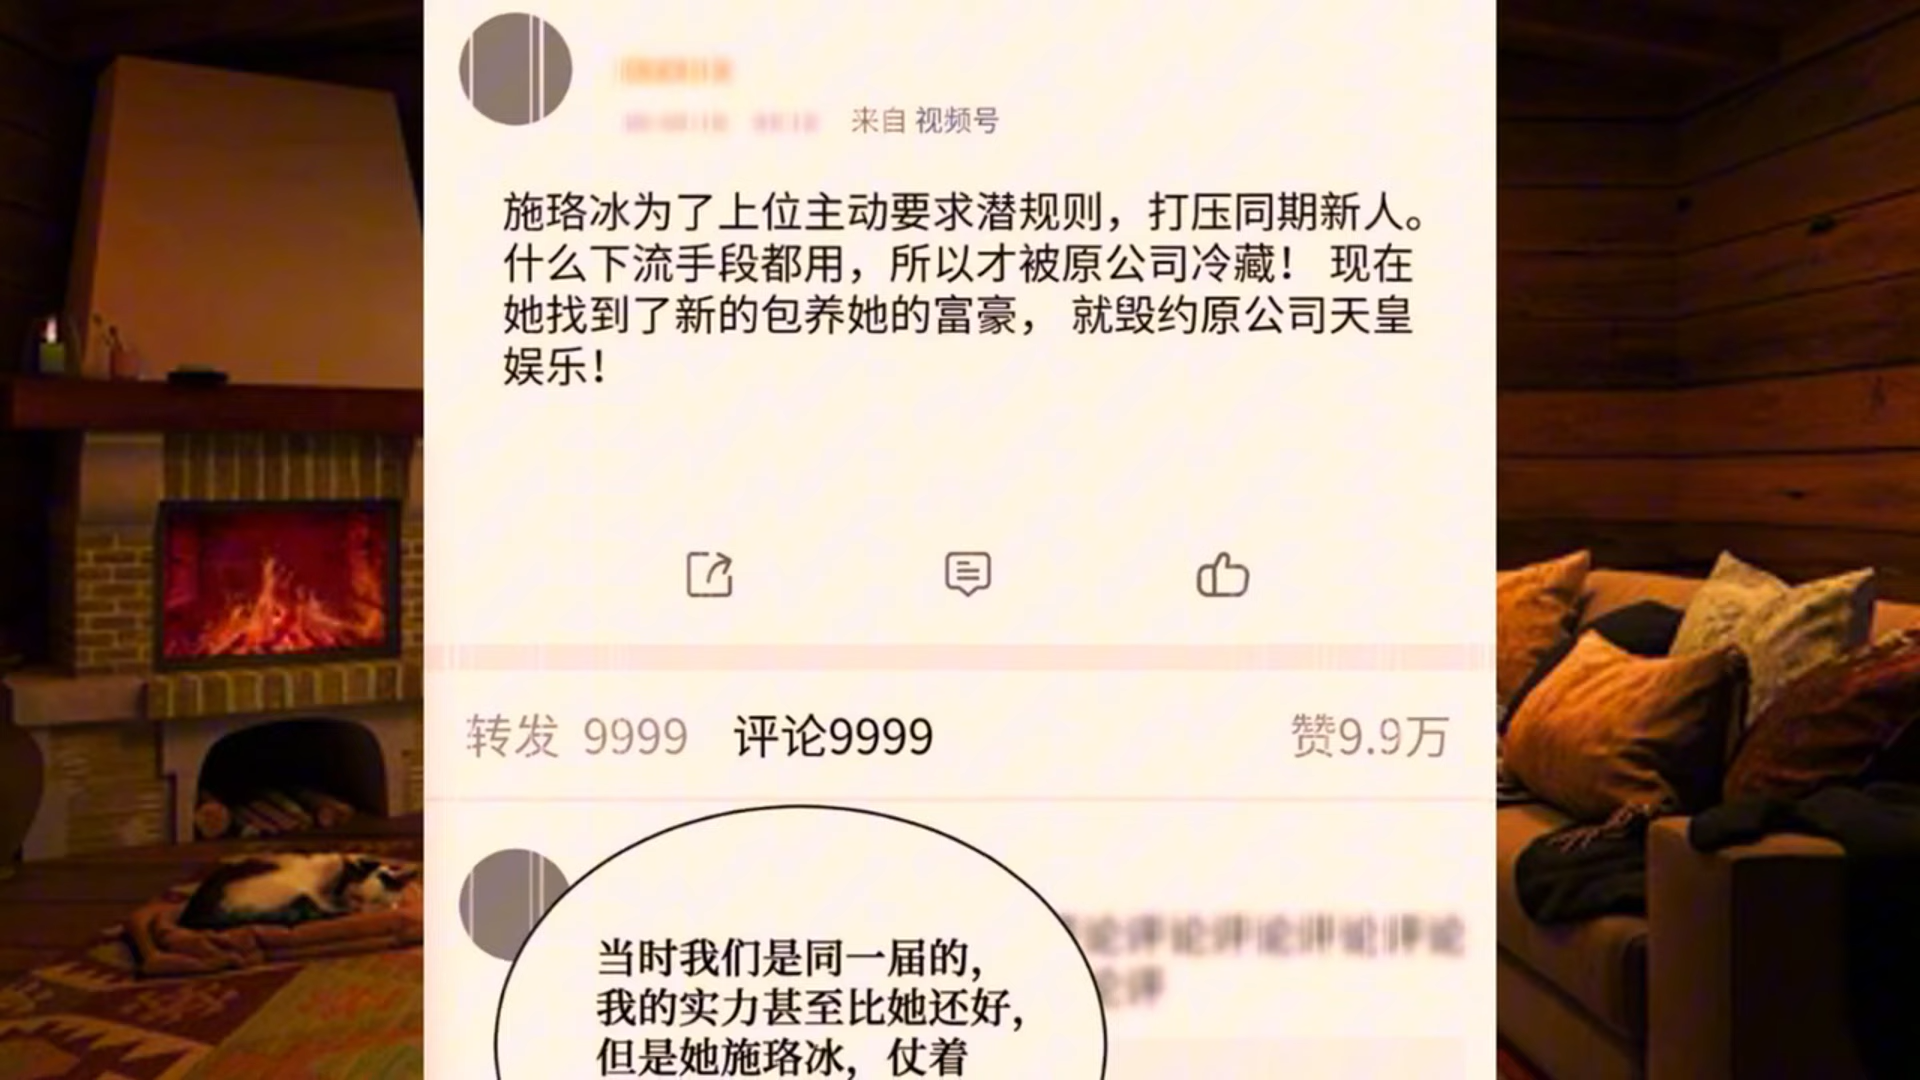 来自 视频号
施珞冰为了上位主动要求潜规则，打压同期新人。
什么下流手段都用，所以才被原公司冷藏！ 现在
她找到了新的包养她的富豪， 就毁约原公司天皇
娱乐！
转发 9999 评论9999 赞9.9万
当时我们是同一届的，
我的实力甚至比她还好，
但是她施珞冰，仗着